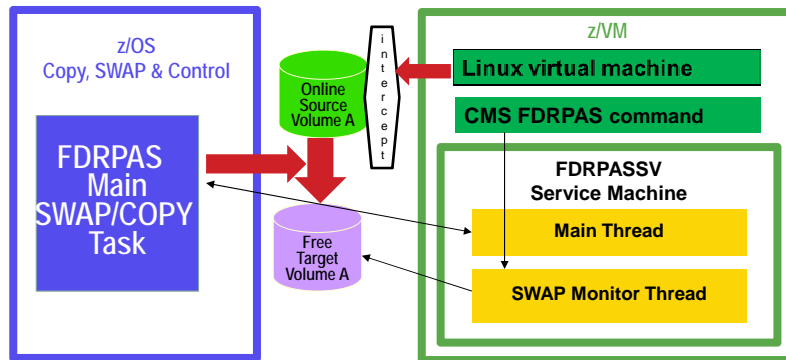 z/OS
Copy, SWAP & Control
FDRPAS
Main
SWAP/COPY
Task
Online
Source
Volume A
intercept
Free
Target
Volume A
z/VM
Linux virtual machine
CMS FDRPAS command
FDRPASSV
Service Machine
Main Thread
SWAP Monitor Thread